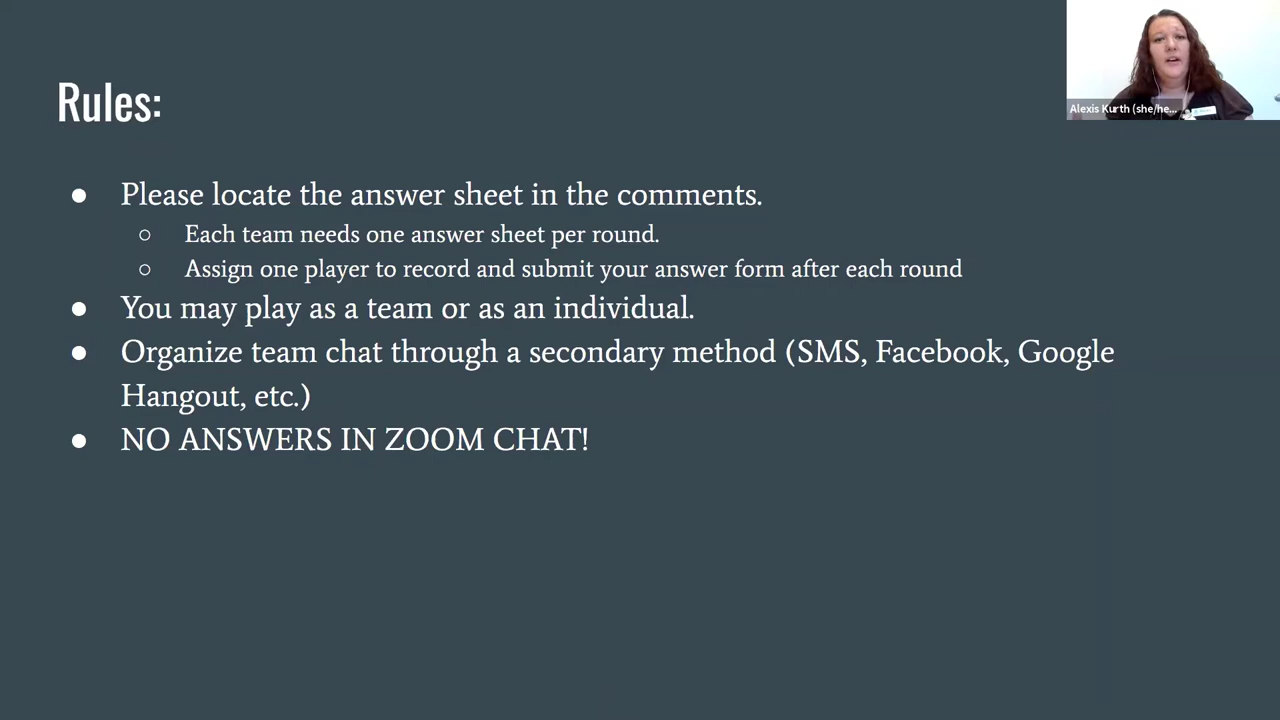 Rules:
Alexis Kurth (she/he...
● Please locate the answer sheet in the comments.
○ Each team needs one answer sheet per round.
○ Assign one player to record and submit your answer form after each round
● You may play as a team or as an individual.
● Organize team chat through a secondary method (SMS, Facebook, Google
Hangout, etc.)
● NO ANSWERS IN ZOOM CHAT!